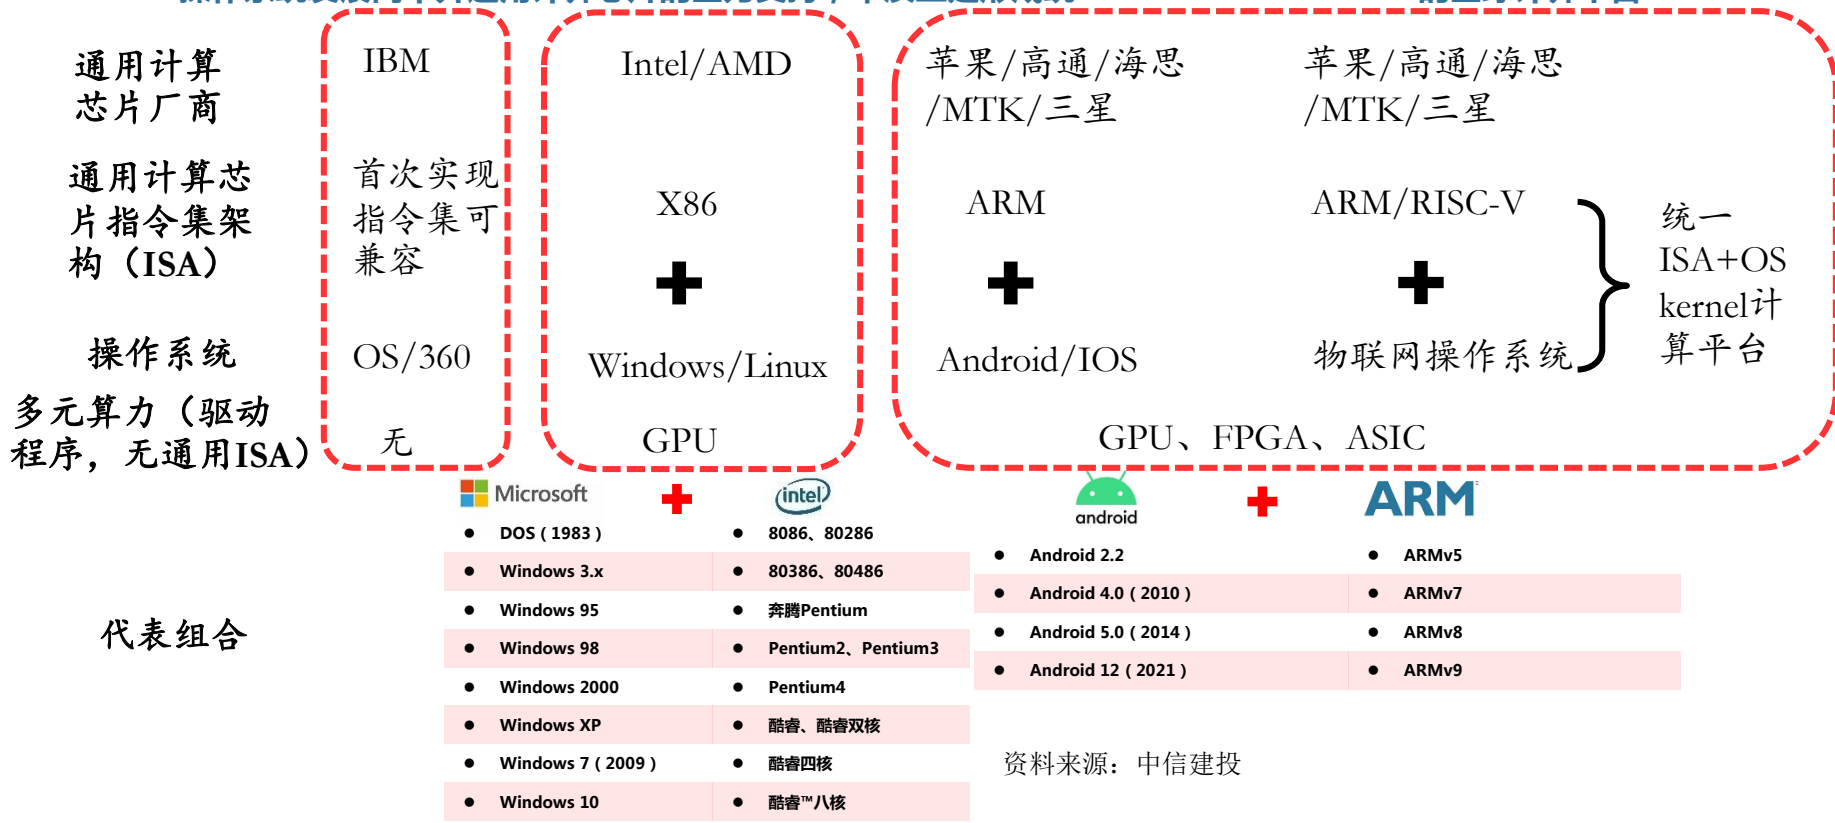 通用计算
芯片厂商
IBM
Intel/AMD
苹果/高通/海思
/MTK/三星
苹果/高通/海思
/MTK/三星
通用计算芯
片指令集架
构（ISA）
首次实现
指令集可
兼容
X86
ARM
ARM/RISC-V
统一
ISA+OS
kernel计
算平台
操作系统
OS/360
Windows/Linux
Android/IOS
物联网操作系统
多元算力（驱动
程序，无通用ISA）
无
GPU
GPU、FPGA、ASIC
代表组合
Microsoft
intel
● DOS（1983） ● 8086、80286
● Windows 3.x ● 80386、80486
● Windows 95 ● 奔腾Pentium
● Windows 98 ● Pentium2、Pentium3
● Windows 2000 ● Pentium4
● Windows XP ● 酷睿、酷睿双核
● Windows 7（2009） ● 酷睿四核
● Windows 10 ● 酷睿™八核
android
ARM
● Android 2.2 ● ARMv5
● Android 4.0（2010） ● ARMv7
● Android 5.0（2014） ● ARMv8
● Android 12（2021） ● ARMv9
资料来源：中信建投